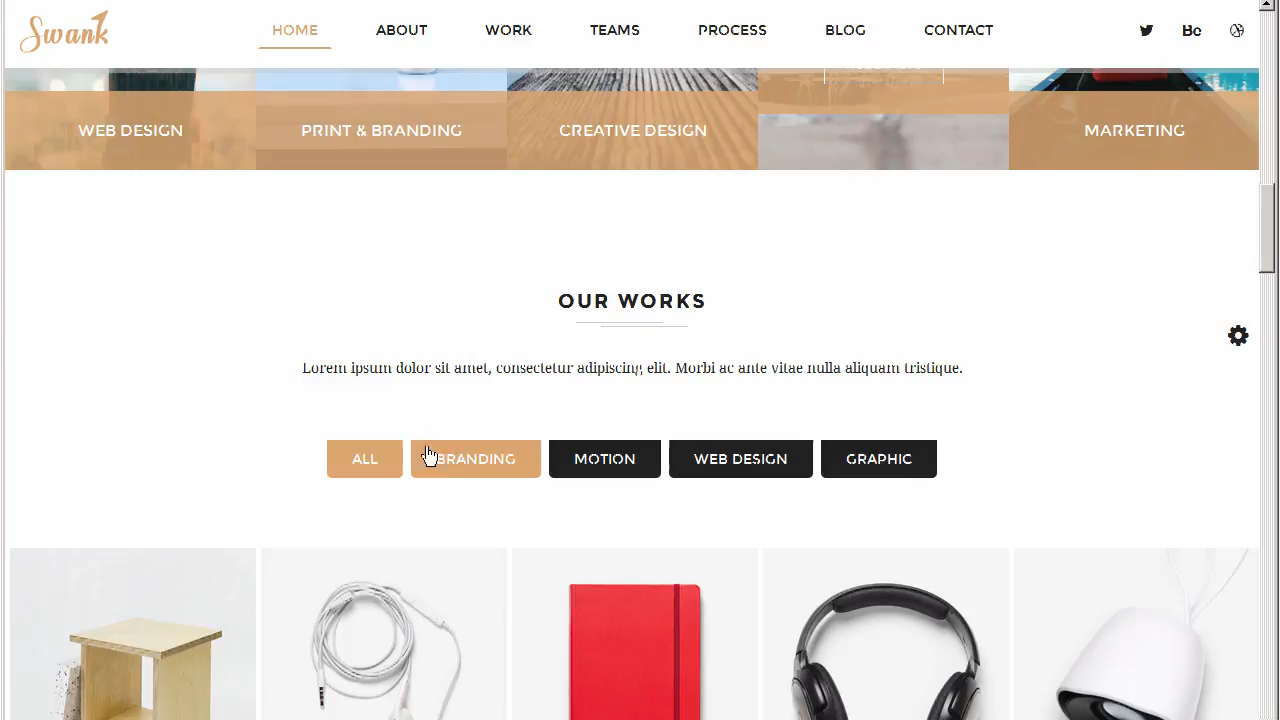 Swank
HOME ABOUT WORK TEAMS PROCESS BLOG CONTACT Bē
WEB DESIGN PRINT & BRANDING CREATIVE DESIGN MARKETING
OUR WORKS
Lorem ipsum dolor sit amet, consectetur adipiscing elit. Morbi ac ante vitae nulla aliquam tristique.
ALL BRANDING MOTION WEB DESIGN GRAPHIC